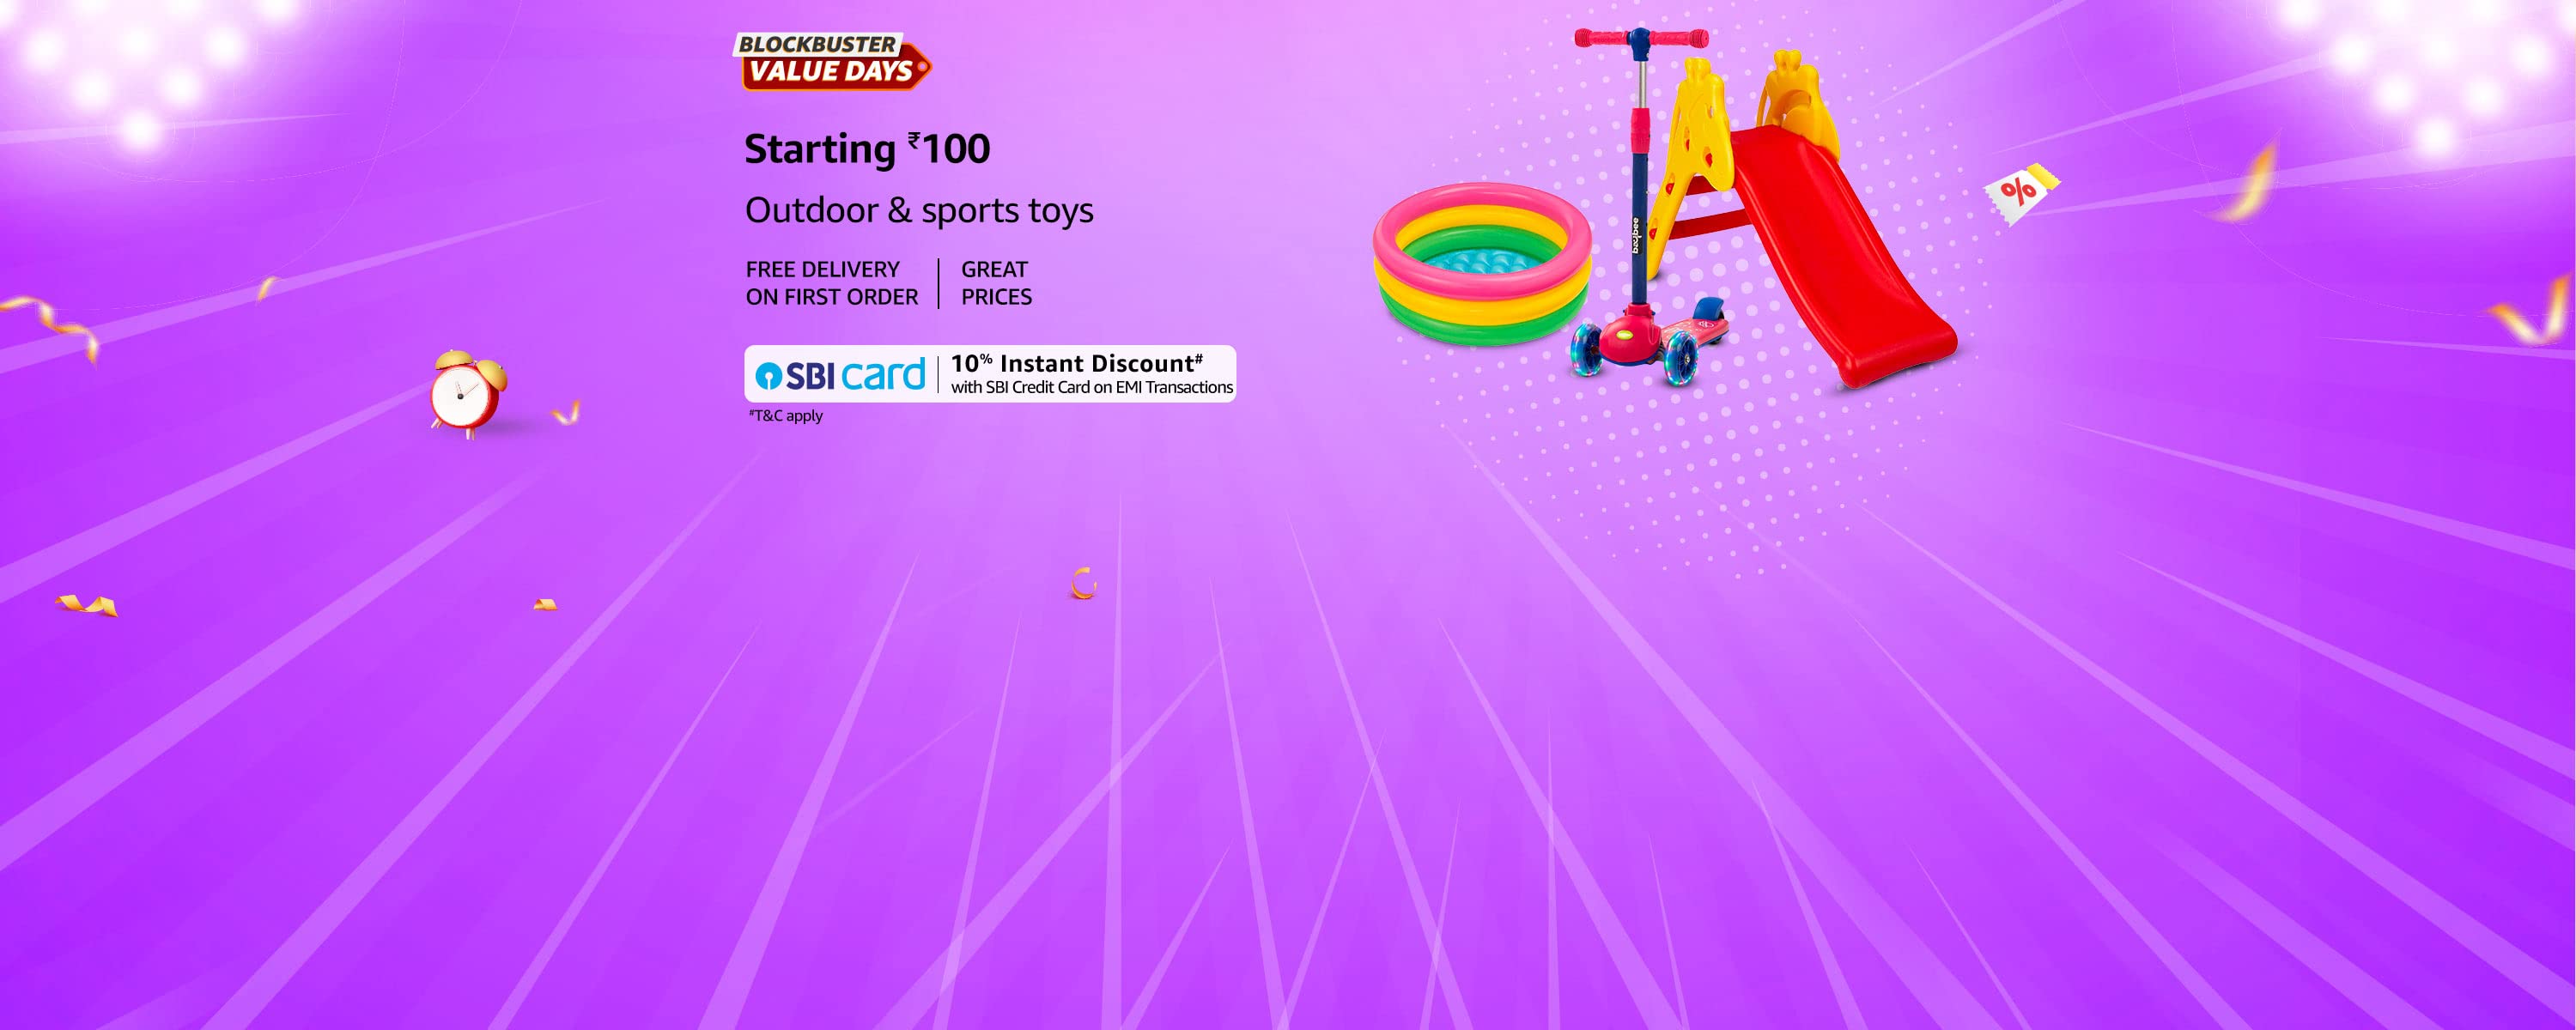 BLOCKBUSTER
VALUE DAYS
Starting ₹100
Outdoor & sports toys
FREE DELIVERY
ON FIRST ORDER
GREAT
PRICES
SBI card
10% Instant Discount#
with SBI Credit Card on EMI Transactions
#T&C apply
baybee
%